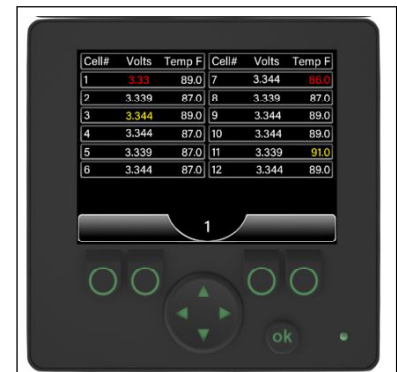 Cell# Volts Temp F Cell# Volts Temp F
1 3.33 89.0 7 3.344 86.0
2 3.339 87.0 8 3.339 87.0
3 3.344 89.0 9 3.344 89.0
4 3.344 87.0 10 3.344 89.0
5 3.339 87.0 11 3.339 91.0
6 3.344 87.0 12 3.344 89.0
1
ok